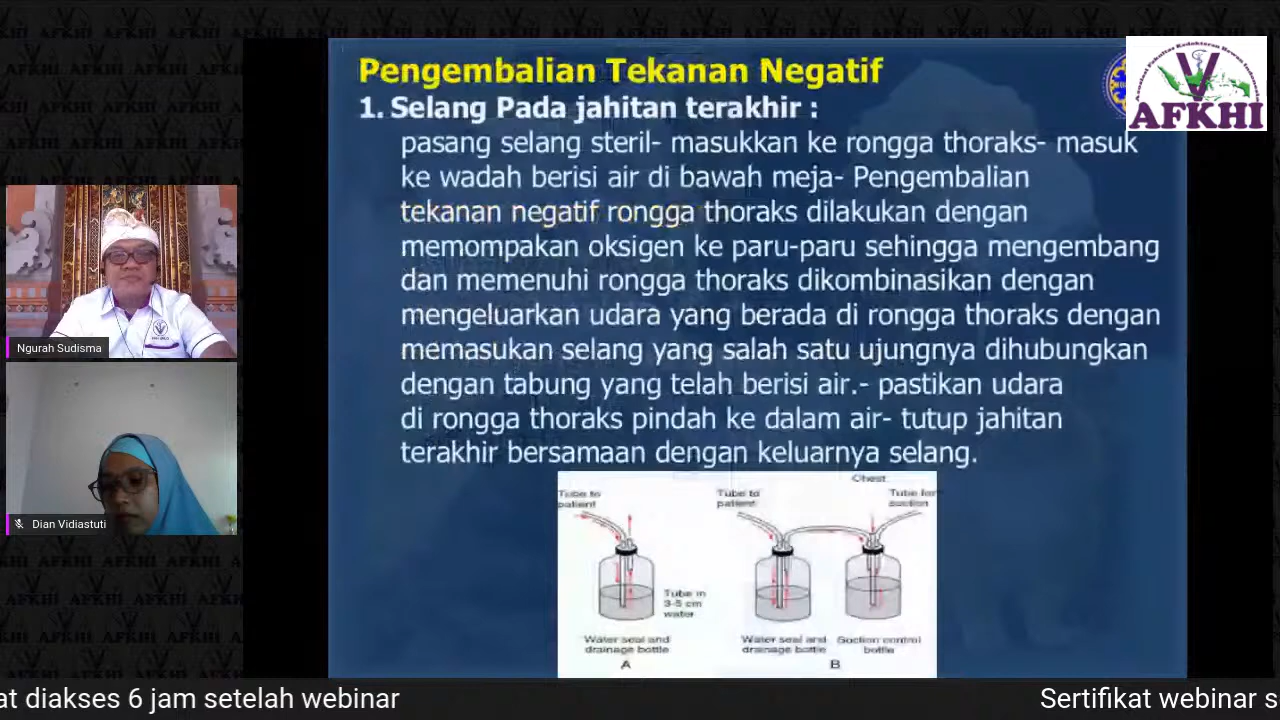 Pengembalian Tekanan Negatif
1. Selang Pada jahitan terakhir :
pasang selang steril- masukkan ke rongga thoraks- masuk
ke wadah berisi air di bawah meja- Pengembalian
tekanan negatif rongga thoraks dilakukan dengan
memompakan oksigen ke paru-paru sehingga mengembang
dan memenuhi rongga thoraks dikombinasikan dengan
mengeluarkan udara yang berada di rongga thoraks dengan
memasukan selang yang salah satu ujungnya dihubungkan
dengan tabung yang telah berisi air.- pastikan udara
di rongga thoraks pindah ke dalam air- tutup jahitan
terakhir bersamaan dengan keluarnya selang.
Chest
Tube to
patient
Tube to
patient
Tube for
suction
Tube in
3-5 cm
water
Water seal and
drainage bottle
A
Water seal and
drainage bottle
Suction control
bottle
B
AFKHI
Ngurah Sudisma
Dian Vidiastuti
at diakses 6 jam setelah webinar
Sertifikat webinar s